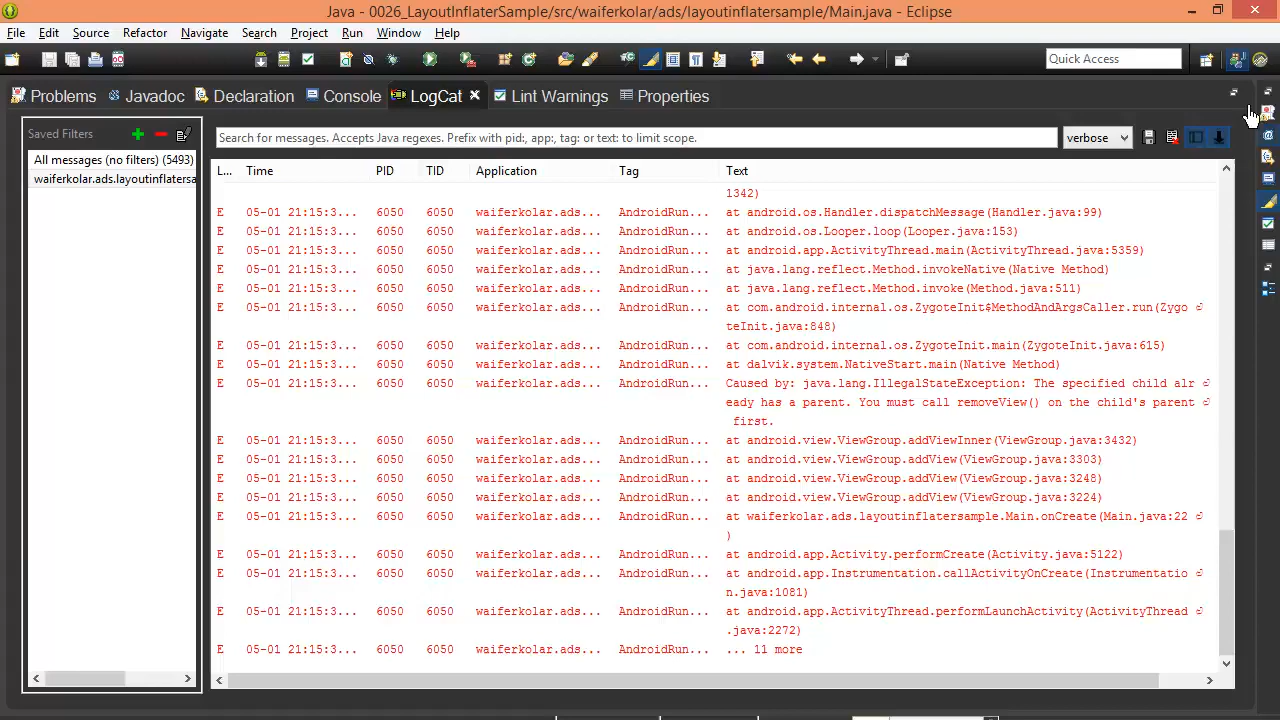 Java - 0026_LayoutInflaterSample/src/waiferkolar/ads/layoutinflatersample/Main.java - Eclipse
File Edit Source Refactor Navigate Search Project Run Window Help
Quick Access
Problems Javadoc Declaration Console LogCat Lint Warnings Properties
Saved Filters
All messages (no filters) (5493)
waiferkolar.ads.layoutinflatersa
Search for messages. Accepts Java regexes. Prefix with pid:, app:, tag: or text: to limit scope.
verbose
L... Time PID TID Application Tag Text
1342)
E 05-01 21:15:3... 6050 6050 waiferkolar.ads... AndroidRun... at android.os.Handler.dispatchMessage(Handler.java:99)
E 05-01 21:15:3... 6050 6050 waiferkolar.ads... AndroidRun... at android.os.Looper.loop(Looper.java:153)
E 05-01 21:15:3... 6050 6050 waiferkolar.ads... AndroidRun... at android.app.ActivityThread.main(ActivityThread.java:5359)
E 05-01 21:15:3... 6050 6050 waiferkolar.ads... AndroidRun... at java.lang.reflect.Method.invokeNative(Native Method)
E 05-01 21:15:3... 6050 6050 waiferkolar.ads... AndroidRun... at java.lang.reflect.Method.invoke(Method.java:511)
E 05-01 21:15:3... 6050 6050 waiferkolar.ads... AndroidRun... at com.android.internal.os.ZygoteInit$MethodAndArgsCaller.run(Zygo
teInit.java:848)
E 05-01 21:15:3... 6050 6050 waiferkolar.ads... AndroidRun... at com.android.internal.os.ZygoteInit.main(ZygoteInit.java:615)
E 05-01 21:15:3... 6050 6050 waiferkolar.ads... AndroidRun... at dalvik.system.NativeStart.main(Native Method)
E 05-01 21:15:3... 6050 6050 waiferkolar.ads... AndroidRun... Caused by: java.lang.IllegalStateException: The specified child alr
eady has a parent. You must call removeView() on the child's parent
first.
E 05-01 21:15:3... 6050 6050 waiferkolar.ads... AndroidRun... at android.view.ViewGroup.addViewInner(ViewGroup.java:3432)
E 05-01 21:15:3... 6050 6050 waiferkolar.ads... AndroidRun... at android.view.ViewGroup.addView(ViewGroup.java:3303)
E 05-01 21:15:3... 6050 6050 waiferkolar.ads... AndroidRun... at android.view.ViewGroup.addView(ViewGroup.java:3248)
E 05-01 21:15:3... 6050 6050 waiferkolar.ads... AndroidRun... at android.view.ViewGroup.addView(ViewGroup.java:3224)
E 05-01 21:15:3... 6050 6050 waiferkolar.ads... AndroidRun... at waiferkolar.ads.layoutinflatersample.Main.onCreate(Main.java:22
)
E 05-01 21:15:3... 6050 6050 waiferkolar.ads... AndroidRun... at android.app.Activity.performCreate(Activity.java:5122)
E 05-01 21:15:3... 6050 6050 waiferkolar.ads... AndroidRun... at android.app.Instrumentation.callActivityOnCreate(Instrumentatio
n.java:1081)
E 05-01 21:15:3... 6050 6050 waiferkolar.ads... AndroidRun... at android.app.ActivityThread.performLaunchActivity(ActivityThread
.java:2272)
E 05-01 21:15:3... 6050 6050 waiferkolar.ads... AndroidRun... ... 11 more